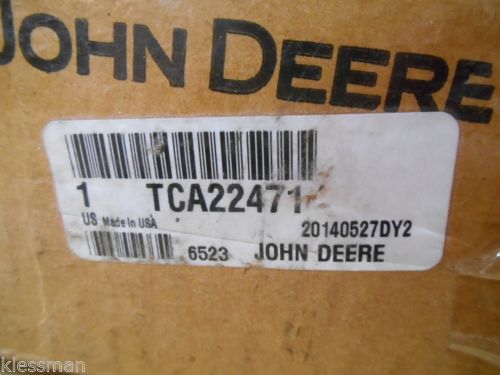 JOHN DEERE
1 TCA22471
US Made in USA
20140527DY2
6523 JOHN DEERE
klessman